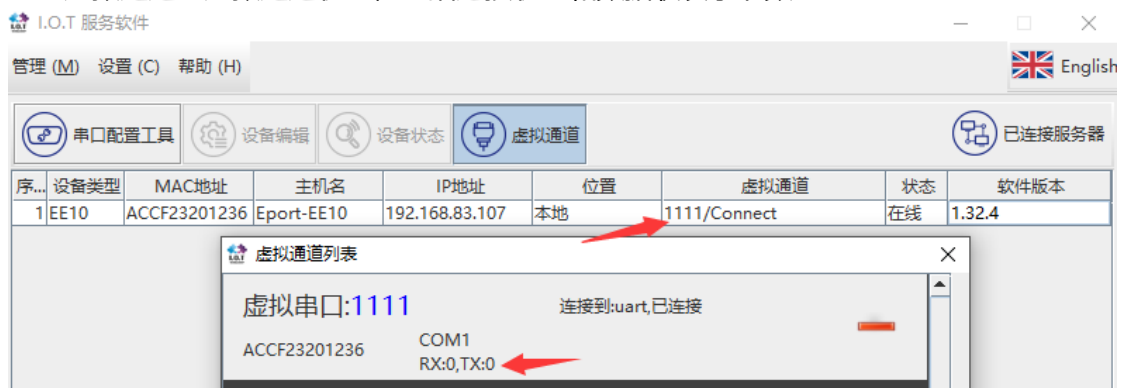 I.O.T 服务软件
管理 (M) 设置 (C) 帮助 (H) English
串口配置工具 设备编辑 设备状态 虚拟通道 已连接服务器
序... 设备类型 MAC地址 主机名 IP地址 位置 虚拟通道 状态 软件版本
1 EE10 ACCF23201236 Eport-EE10 192.168.83.107 本地 1111/Connect 在线 1.32.4
虚拟通道列表
虚拟串口:1111 连接到:uart,已连接
ACCF23201236 COM1
RX:0,TX:0